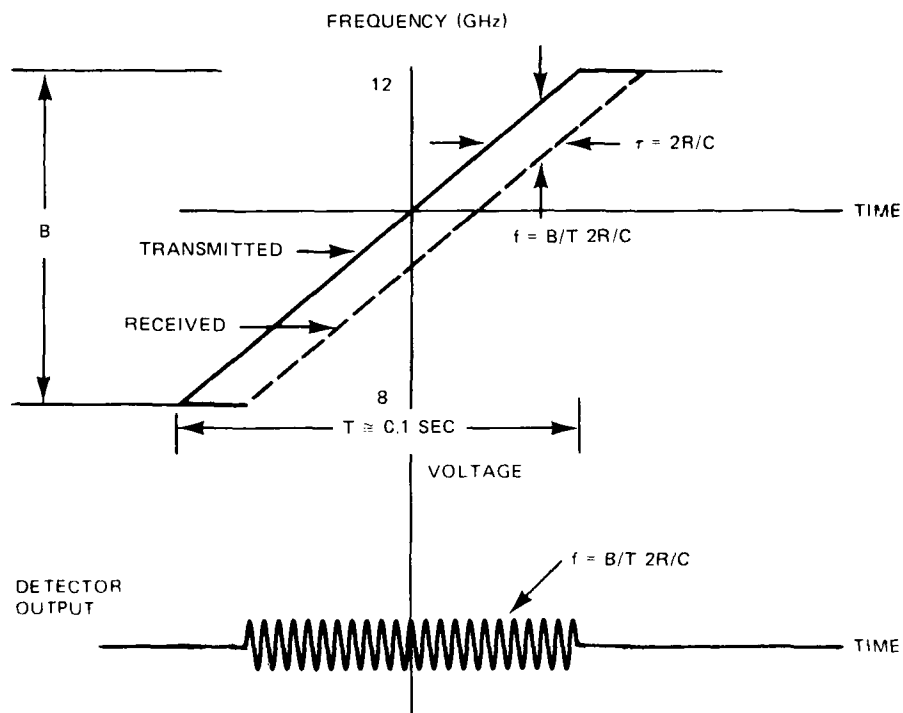 FREQUENCY (GHz)
12
τ = 2R/C
TIME
B
f = B/T 2R/C
TRANSMITTED
RECEIVED
8
T ≅ 0.1 SEC
VOLTAGE
f = B/T 2R/C
DETECTOR
OUTPUT
TIME